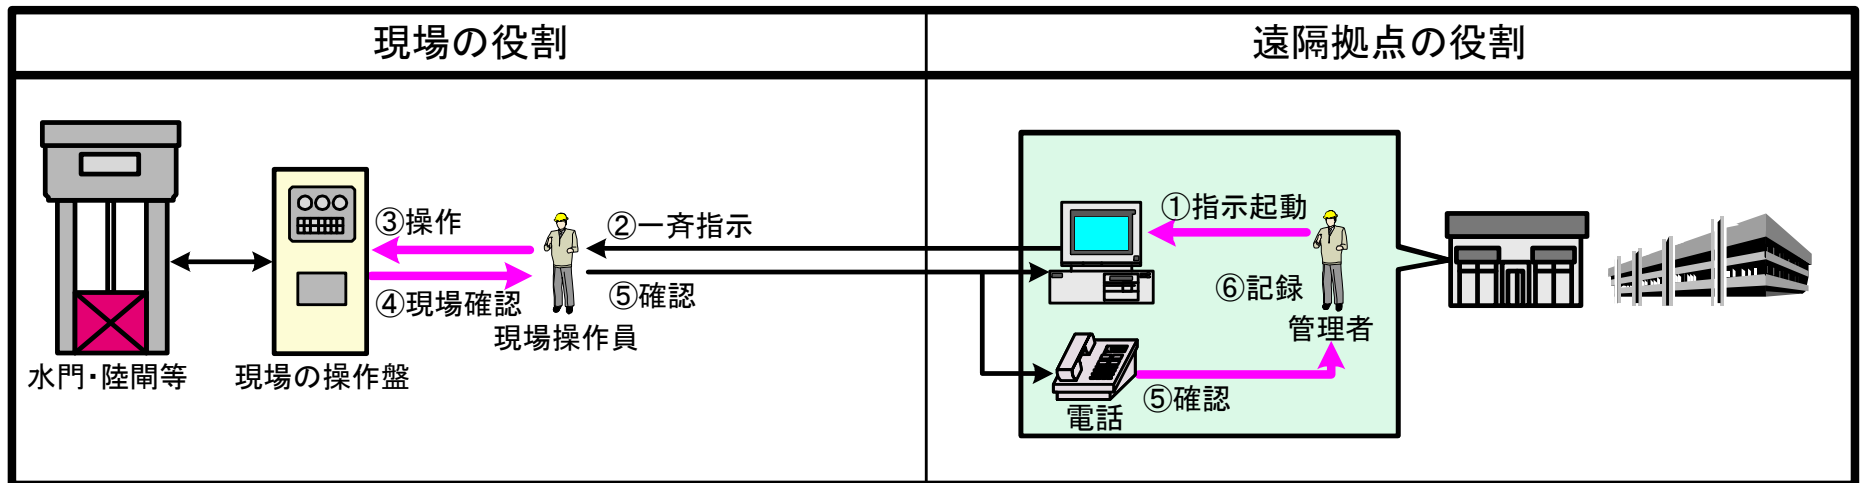 現場の役割
遠隔拠点の役割
①指示起動
②一斉指示
③操作
④現場確認
⑤確認
⑥記録
現場操作員
管理者
水門・陸閘等
現場の操作盤
⑤確認
電話